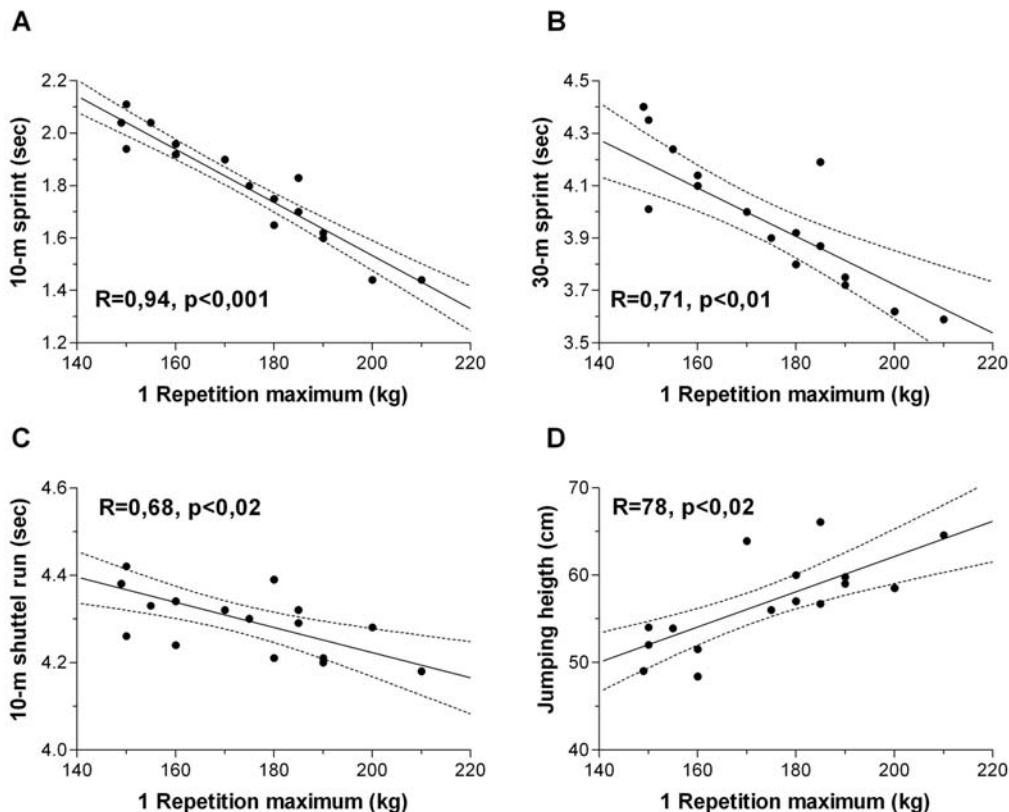 A
2.2
2.0
1.8
1.6
1.4
1.2
10-m sprint (sec)
R=0,94, p<0,001
140 160 180 200 220
1 Repetition maximum (kg)
B
4.5
4.3
4.1
3.9
3.7
3.5
30-m sprint (sec)
R=0,71, p<0,01
140 160 180 200 220
1 Repetition maximum (kg)
C
4.6
4.4
4.2
4.0
10-m shuttel run (sec)
R=0,68, p<0,02
140 160 180 200 220
1 Repetition maximum (kg)
D
70
60
50
40
Jumping heigth (cm)
R=78, p<0,02
140 160 180 200 220
1 Repetition maximum (kg)